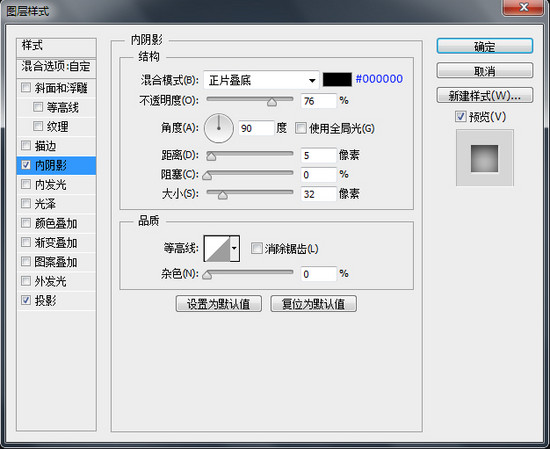 图层样式
样式
混合选项:自定
斜面和浮雕
等高线
纹理
描边
内阴影
内发光
光泽
颜色叠加
渐变叠加
图案叠加
外发光
投影
内阴影
结构
混合模式(B): 正片叠底 #000000
不透明度(O): 76 %
角度(A): 90 度 使用全局光(G)
距离(D): 5 像素
阻塞(C): 0 %
大小(S): 32 像素
品质
等高线: 消除锯齿(L)
杂色(N): 0 %
设置为默认值 复位为默认值
确定
取消
新建样式(W)...
预览(V)